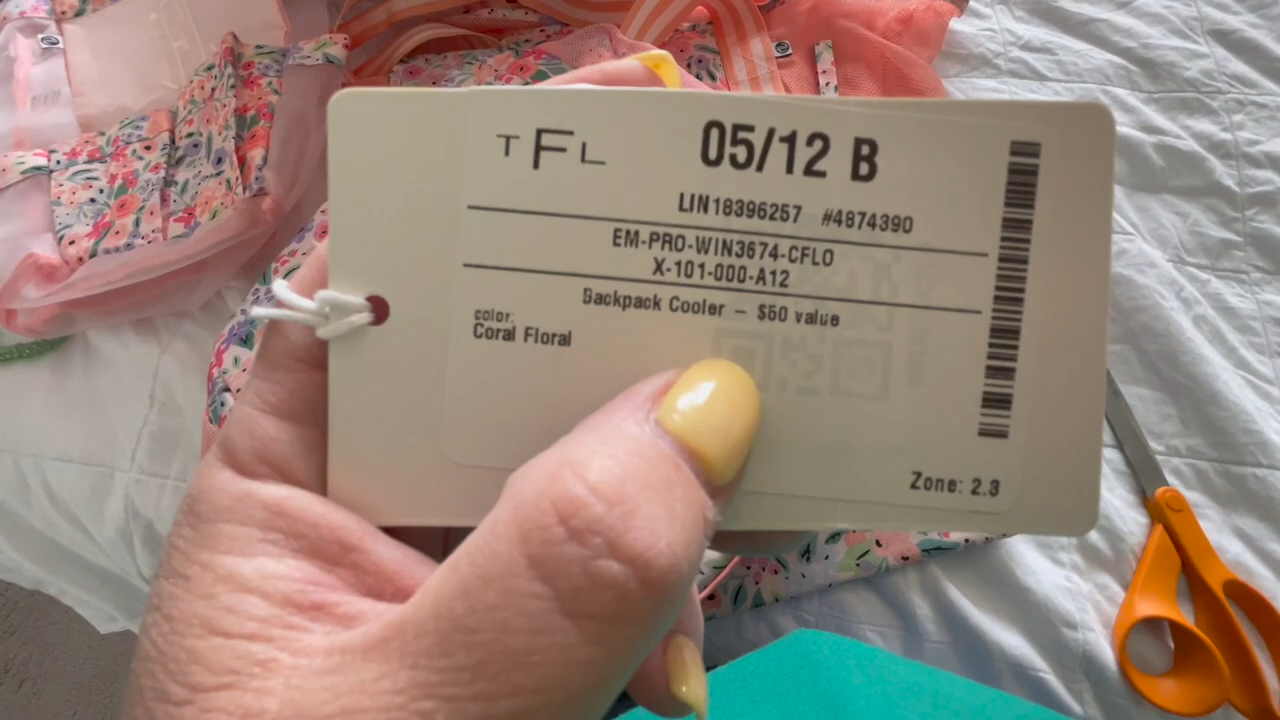 TFL
05/12 B
LIN18396257 #4874390
EM-PRO-WIN3674-CFLO
X-101-000-A12
Backpack Cooler – $50 value
color:
Coral Floral
Zone: 2.3